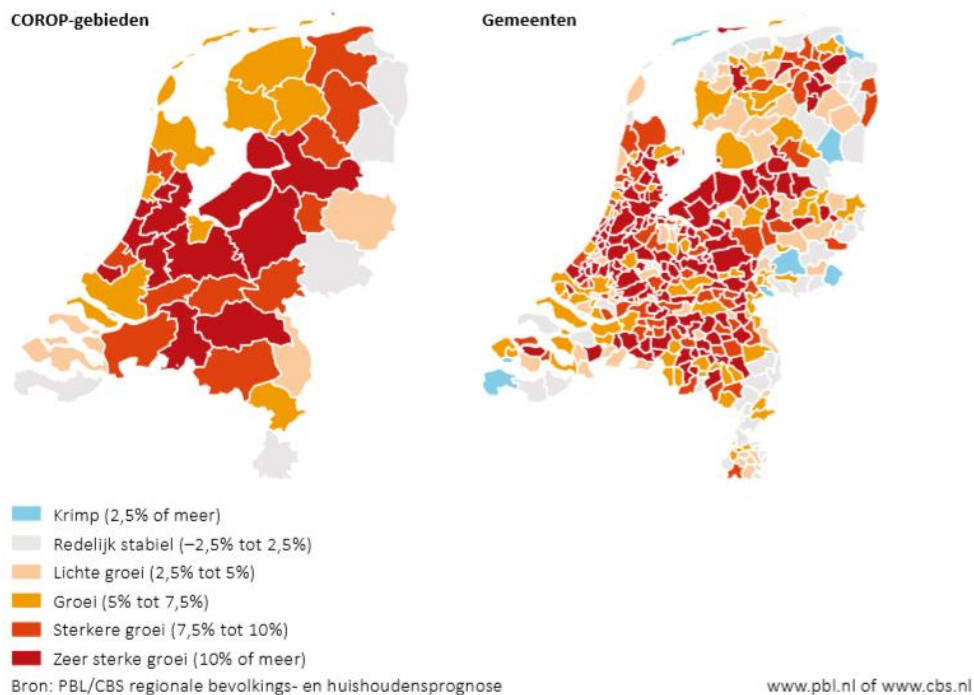 COROP-gebieden
Gemeenten
Krimp (2,5% of meer)
Redelijk stabiel (−2,5% tot 2,5%)
Lichte groei (2,5% tot 5%)
Groei (5% tot 7,5%)
Sterkere groei (7,5% tot 10%)
Zeer sterke groei (10% of meer)
Bron: PBL/CBS regionale bevolkings- en huishoudensprognose
www.pbl.nl of www.cbs.nl